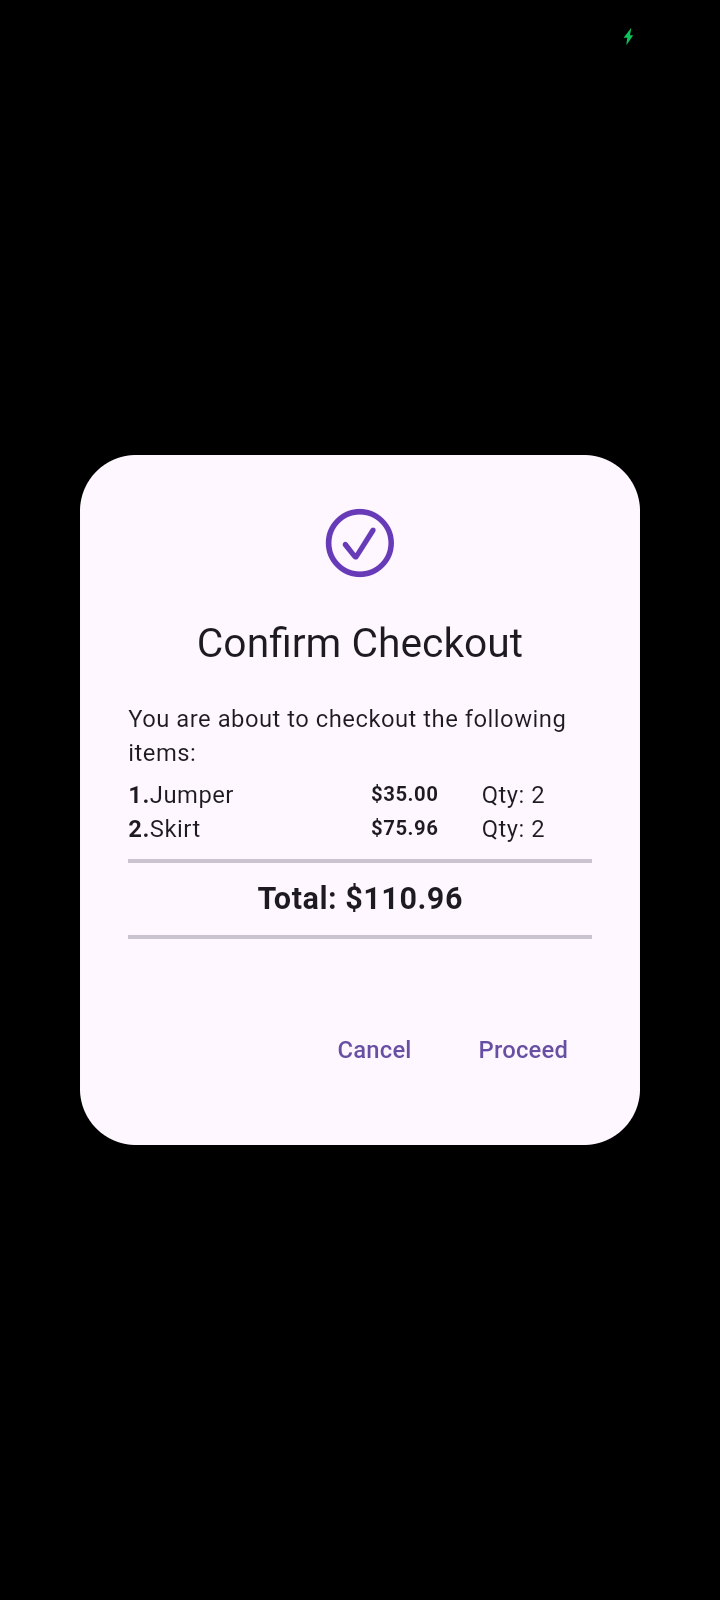 Confirm Checkout
You are about to checkout the following
items:
1.Jumper $35.00 Qty: 2
2.Skirt $75.96 Qty: 2
Total: $110.96
Cancel Proceed